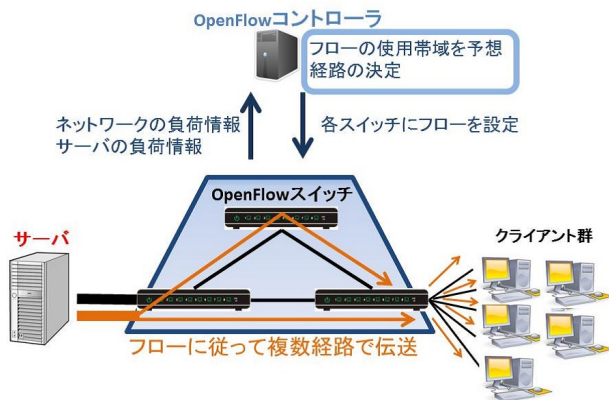 OpenFlowコントローラ
フローの使用帯域を予想
経路の決定
ネットワークの負荷情報
サーバの負荷情報
各スイッチにフローを設定
OpenFlowスイッチ
サーバ
クライアント群
フローに従って複数経路で伝送